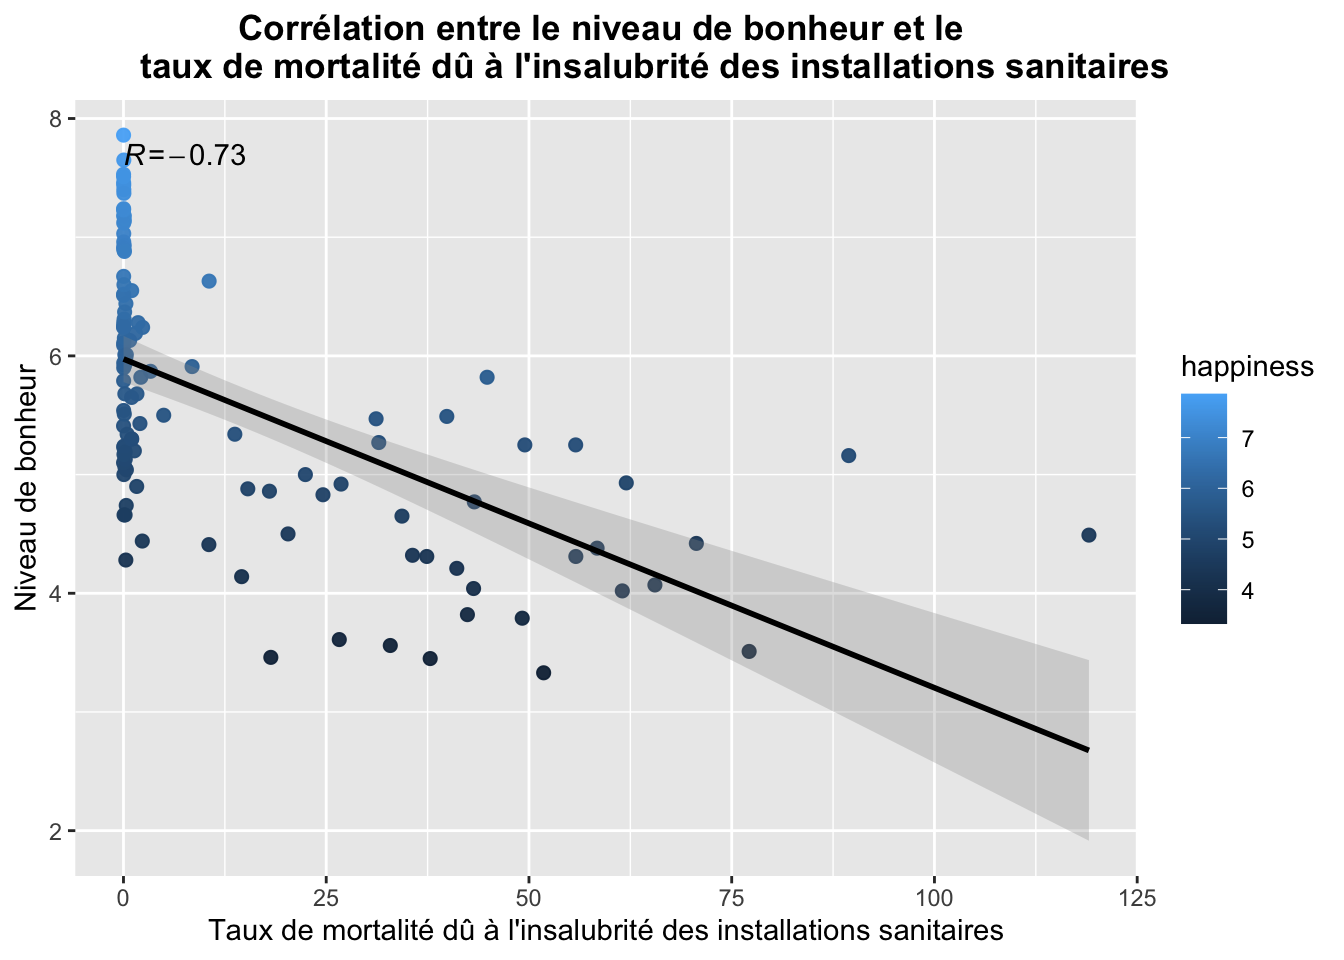 Corrélation entre le niveau de bonheur et le
taux de mortalité dû à l'insalubrité des installations sanitaires
R=−0.73
Niveau de bonheur
8
6
4
2
0
25
50
75
100
125
Taux de mortalité dû à l'insalubrité des installations sanitaires
happiness
7
6
5
4